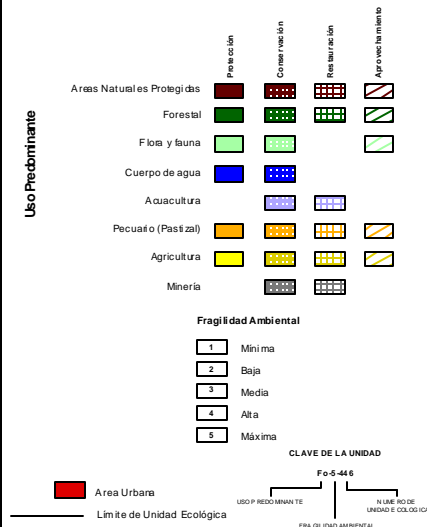 Protección
Conservación
Restauración
Aprovechamiento
Uso Predominante
Areas Naturales Protegidas
Forestal
Flora y fauna
Cuerpo de agua
Acuacultura
Pecuario (Pastizal)
Agricultura
Minería
Fragilidad Ambiental
1 Mínima
2 Baja
3 Media
4 Alta
5 Máxima
CLAVE DE LA UNIDAD
Fo-5-446
USO PREDOMINANTE
NUMERO DE
UNIDAD ECOLOGICA
FRAGILIDAD AMBIENTAL
Area Urbana
Límite de Unidad Ecológica